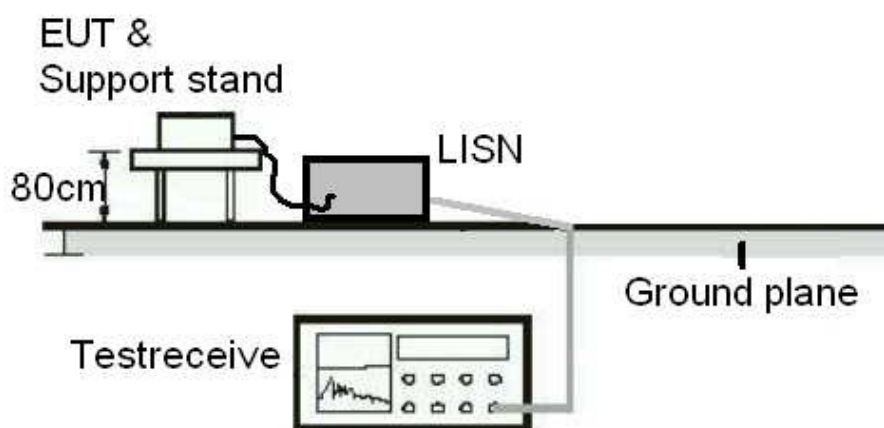 EUT &
Support stand
LISN
80cm
Ground plane
Testreceive